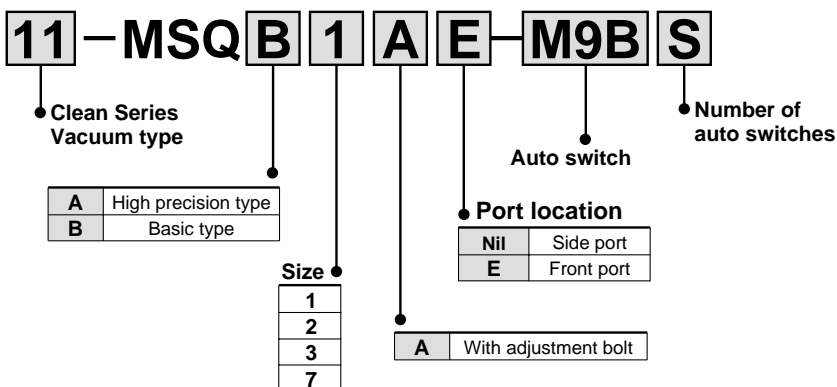 11-MSQ B 1 A E-M9B S
Clean Series
Vacuum type
Number of
auto switches
Auto switch
A High precision type
B Basic type
Port location
Nil Side port
E Front port
Size
1
2
3
7
A With adjustment bolt